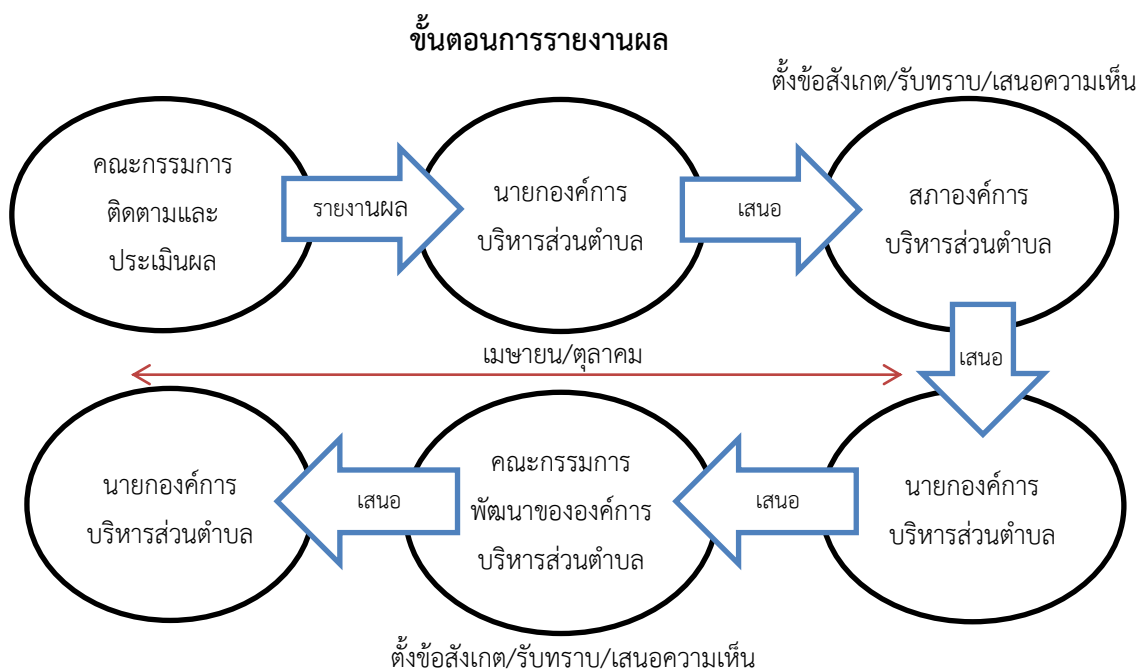 ขั้นตอนการรายงานผล
ตั้งข้อสังเกต/รับทราบ/เสนอความเห็น
คณะกรรมการ
ติดตามและ
ประเมินผล
รายงานผล
นายกองค์การ
บริหารส่วนตำบล
เสนอ
สภาองค์การ
บริหารส่วนตำบล
เสนอ
เมษายน/ตุลาคม
นายกองค์การ
บริหารส่วนตำบล
เสนอ
คณะกรรมการ
พัฒนาขององค์การ
บริหารส่วนตำบล
เสนอ
นายกองค์การ
บริหารส่วนตำบล
ตั้งข้อสังเกต/รับทราบ/เสนอความเห็น